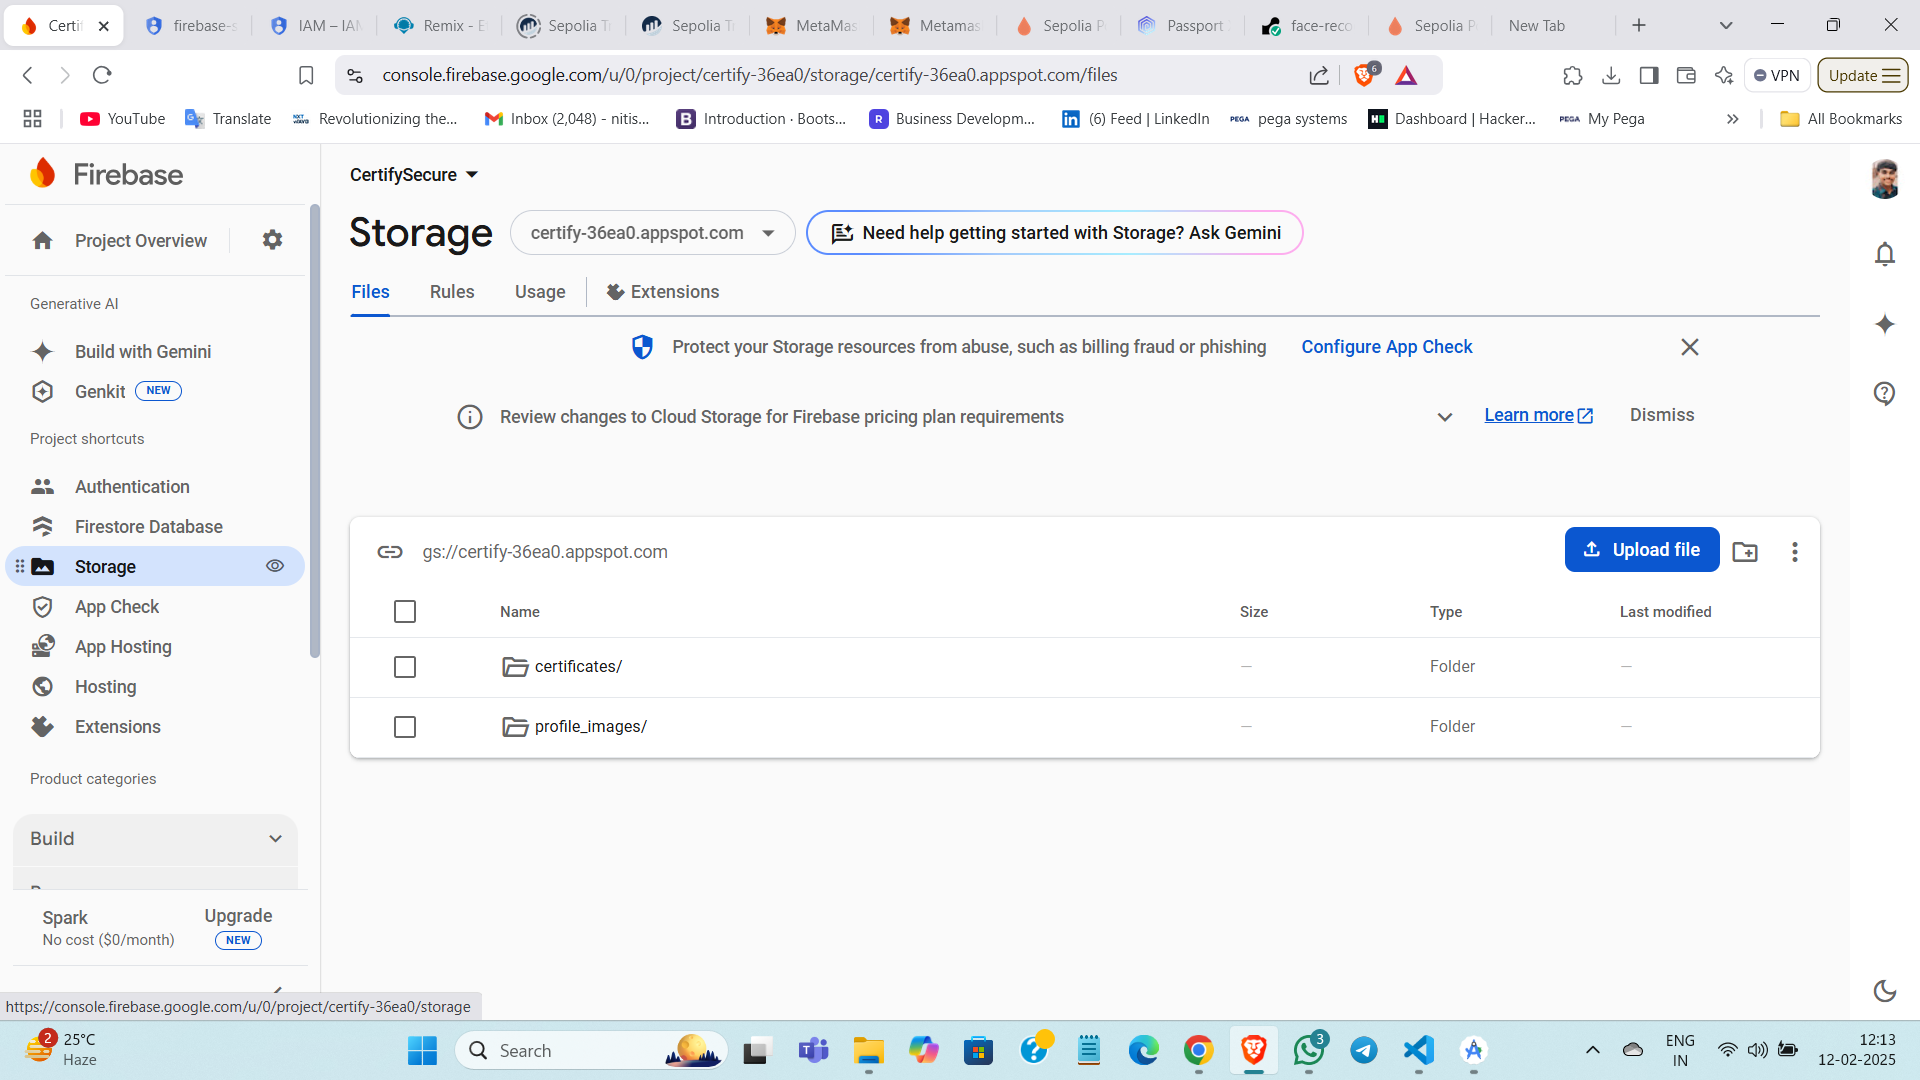 Certif
firebase-s
IAM – IAM
Remix - E
Sepolia T
Sepolia T
MetaMas
Metamas
Sepolia P
Passport
face-reco
Sepolia P
New Tab
console.firebase.google.com/u/0/project/certify-36ea0/storage/certify-36ea0.appspot.com/files
6
VPN
Update
YouTube
Translate
Revolutionizing the...
Inbox (2,048) - nitis...
Introduction · Boots...
Business Developm...
(6) Feed | LinkedIn
pega systems
Dashboard | Hacker...
My Pega
All Bookmarks
Firebase
CertifySecure
Project Overview
Storage
certify-36ea0.appspot.com
Need help getting started with Storage? Ask Gemini
Files
Rules
Usage
Extensions
Generative AI
Build with Gemini
Genkit NEW
Protect your Storage resources from abuse, such as billing fraud or phishing
Configure App Check
Review changes to Cloud Storage for Firebase pricing plan requirements
Learn more
Dismiss
Project shortcuts
Authentication
Firestore Database
Storage
App Check
App Hosting
Hosting
Extensions
gs://certify-36ea0.appspot.com
Upload file
Name
Size
Type
Last modified
certificates/
—
Folder
—
profile_images/
—
Folder
—
Product categories
Build
Spark
No cost ($0/month)
Upgrade
NEW
https://console.firebase.google.com/u/0/project/certify-36ea0/storage
2
25°C
Haze
Search
3
ENG
IN
12:13
12-02-2025